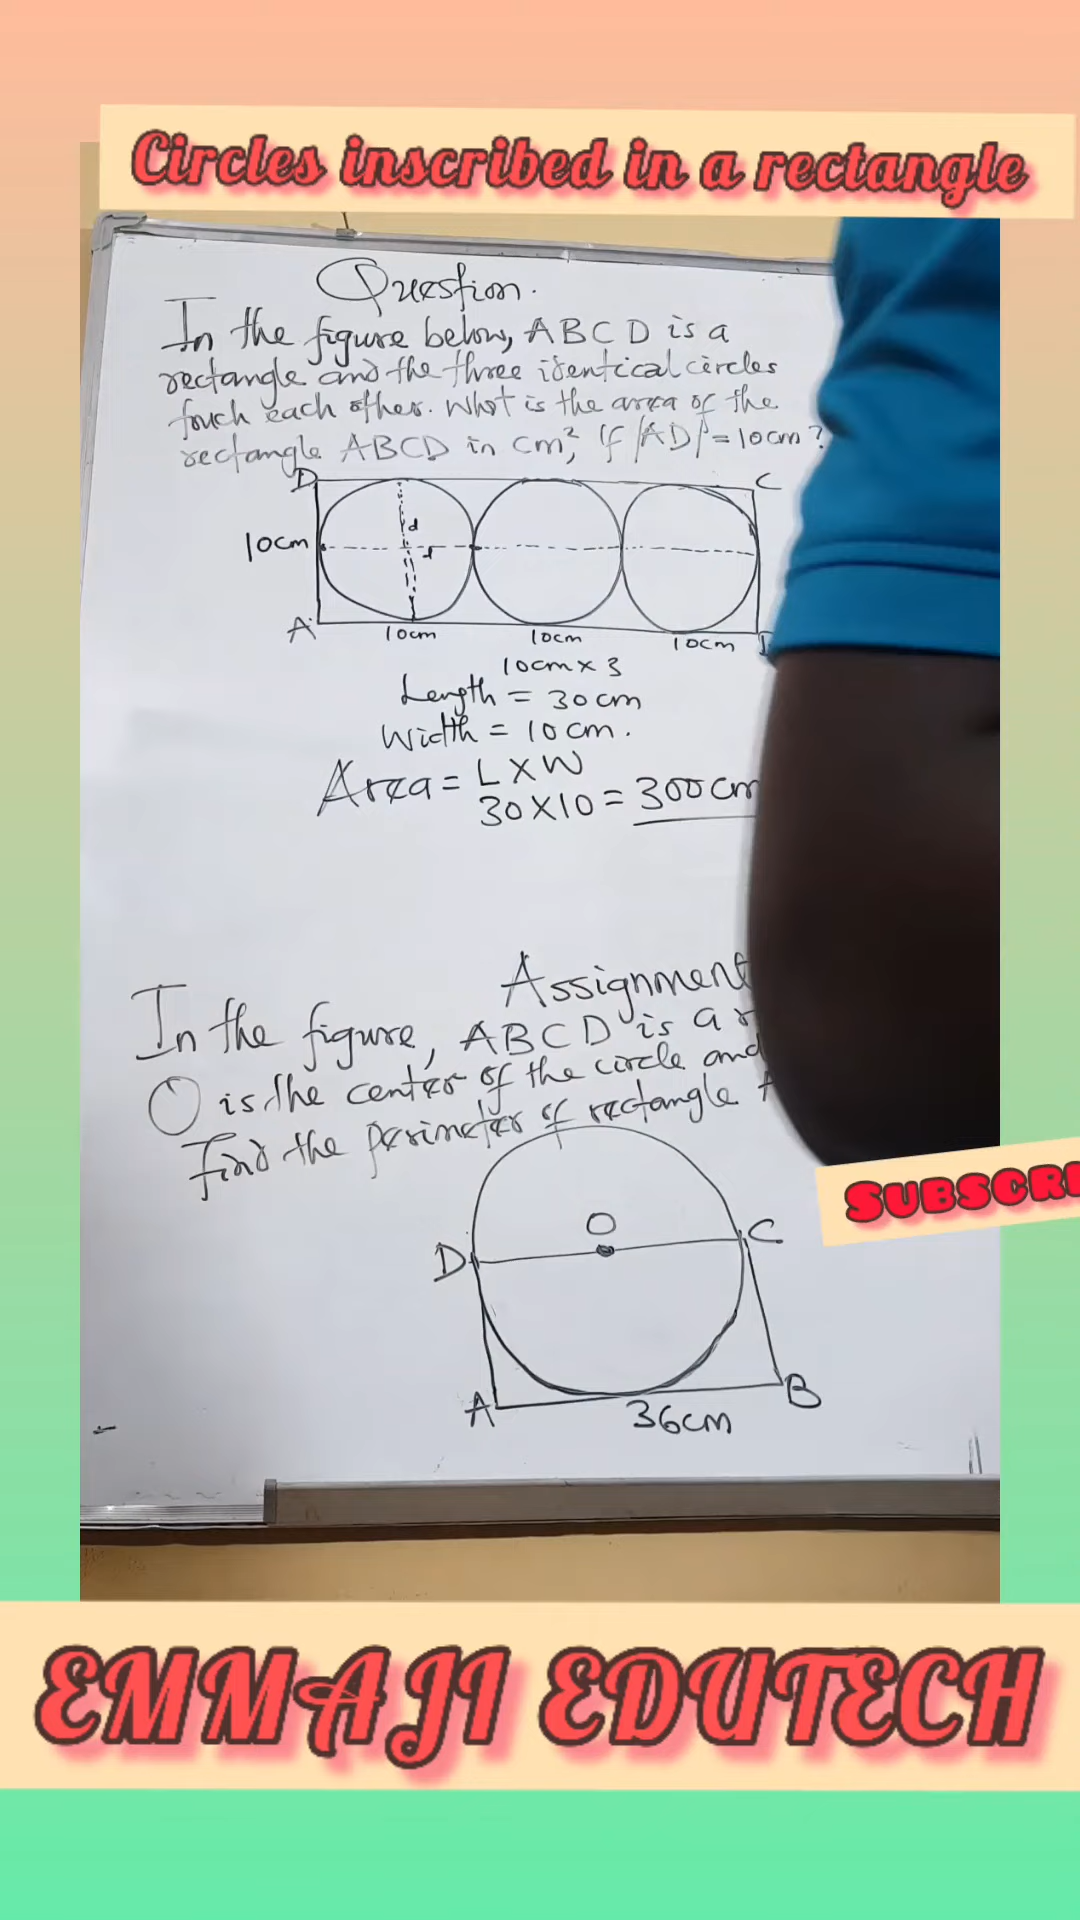 Circles inscribed in a rectangle
Question.
In the figure below, ABCD is a
rectangle and the three identical circles
touch each other. What is the area of the
rectangle ABCD in cm², if |AD| = 10cm?
D C
10cm
d
A
10cm 10cm 10cm
10cm x 3
Length = 30cm
Width = 10cm.
Area = L X W
30 X 10 = 300cm
Assignment
In the figure, ABCD is a
O is the center of the circle and
Find the perimeter of rectangle
O
D C
A B
36cm
SUBSCRI
EMMAJI EDUTECH